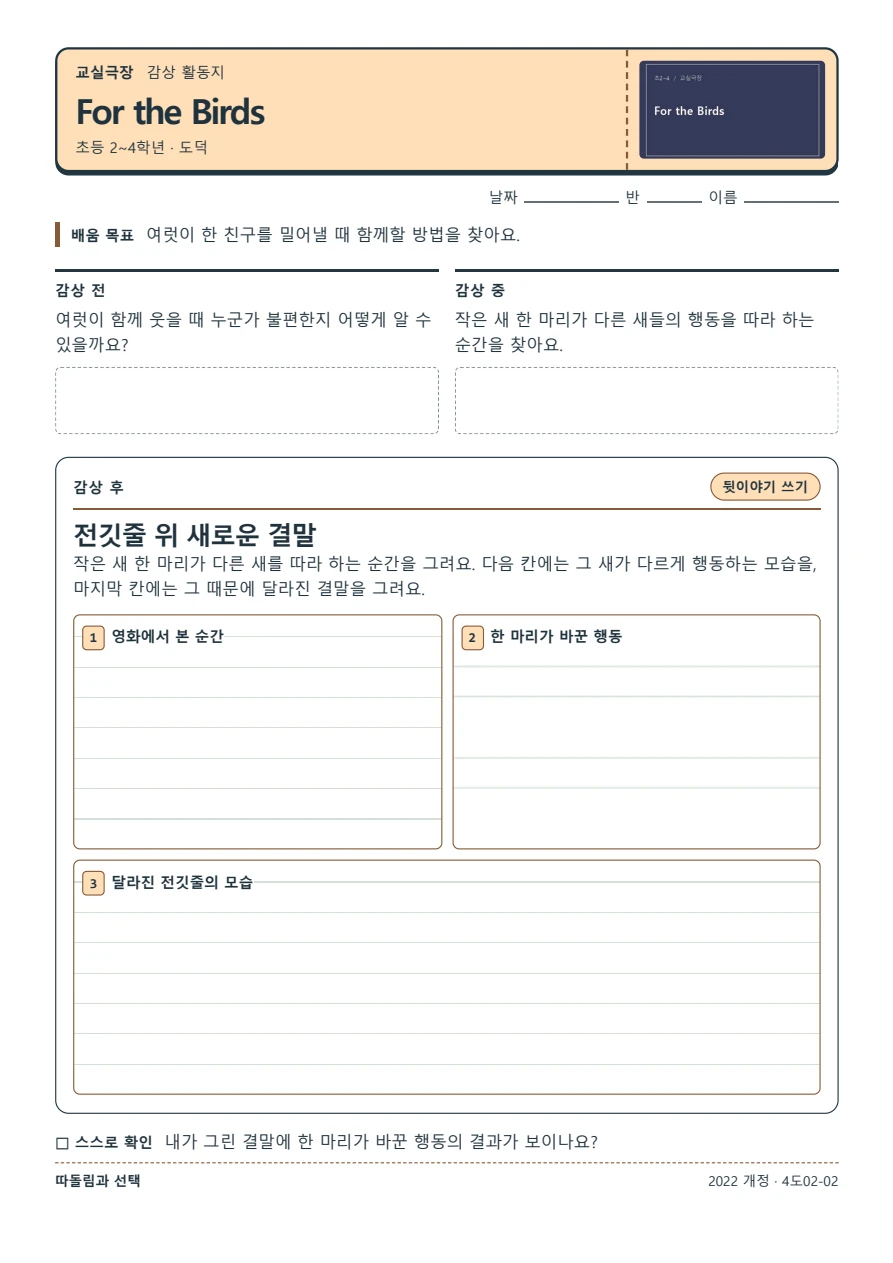 교실극장 감상 활동지
For the Birds
초등 2~4학년 · 도덕
초2–4 / 교실극장
For the Birds
날짜 반 이름
배움 목표 여럿이 한 친구를 밀어낼 때 함께할 방법을 찾아요.
감상 전
여럿이 함께 웃을 때 누군가 불편한지 어떻게 알 수
있을까요?
감상 중
작은 새 한 마리가 다른 새들의 행동을 따라 하는
순간을 찾아요.
감상 후
뒷이야기 쓰기
전깃줄 위 새로운 결말
작은 새 한 마리가 다른 새를 따라 하는 순간을 그려요. 다음 칸에는 그 새가 다르게 행동하는 모습을,
마지막 칸에는 그 때문에 달라진 결말을 그려요.
1 영화에서 본 순간
2 한 마리가 바꾼 행동
3 달라진 전깃줄의 모습
스스로 확인 내가 그린 결말에 한 마리가 바꾼 행동의 결과가 보이나요?
따돌림과 선택
2022 개정 · 4도02-02